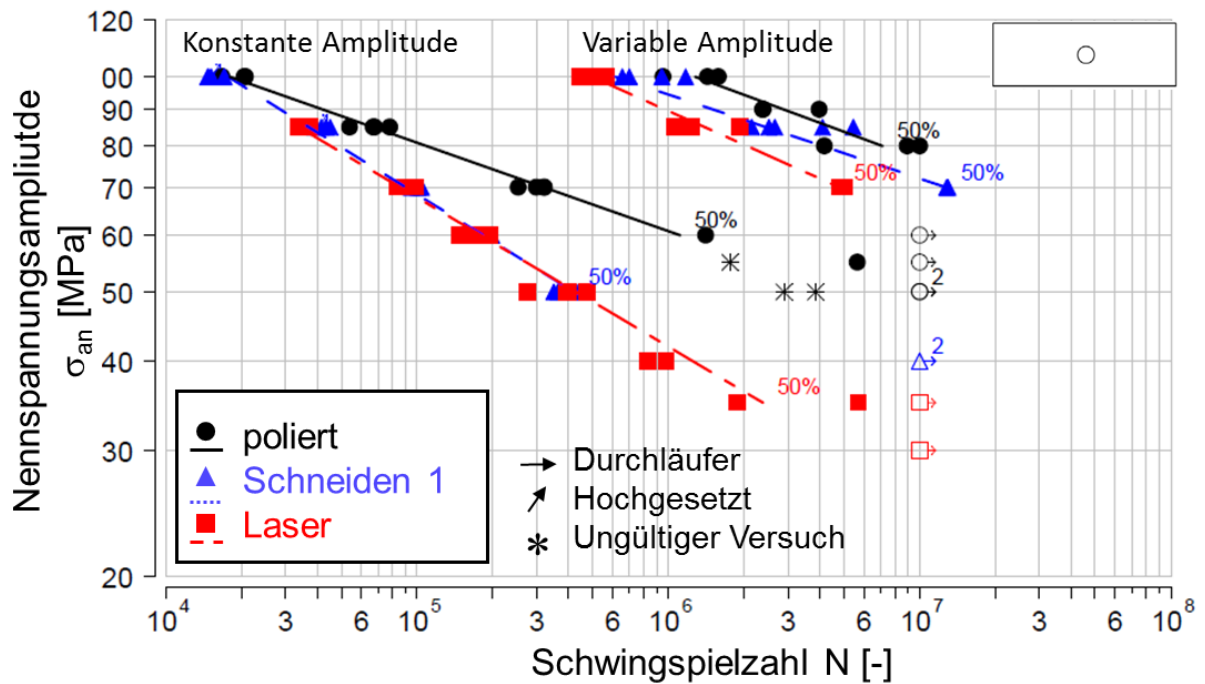 Konstante Amplitude
Variable Amplitude
120
00
90
80
70
60
50
40
30
20
Nennspannungsampliutde
σan [MPa]
50%
50%
50%
50%
50%
50%
2
2
poliert
Schneiden 1
Laser
Durchläufer
Hochgesetzt
Ungültiger Versuch
10^4 3 6 10^5 3 6 10^6 3 6 10^7 3 6 10^8
Schwingspielzahl N [-]